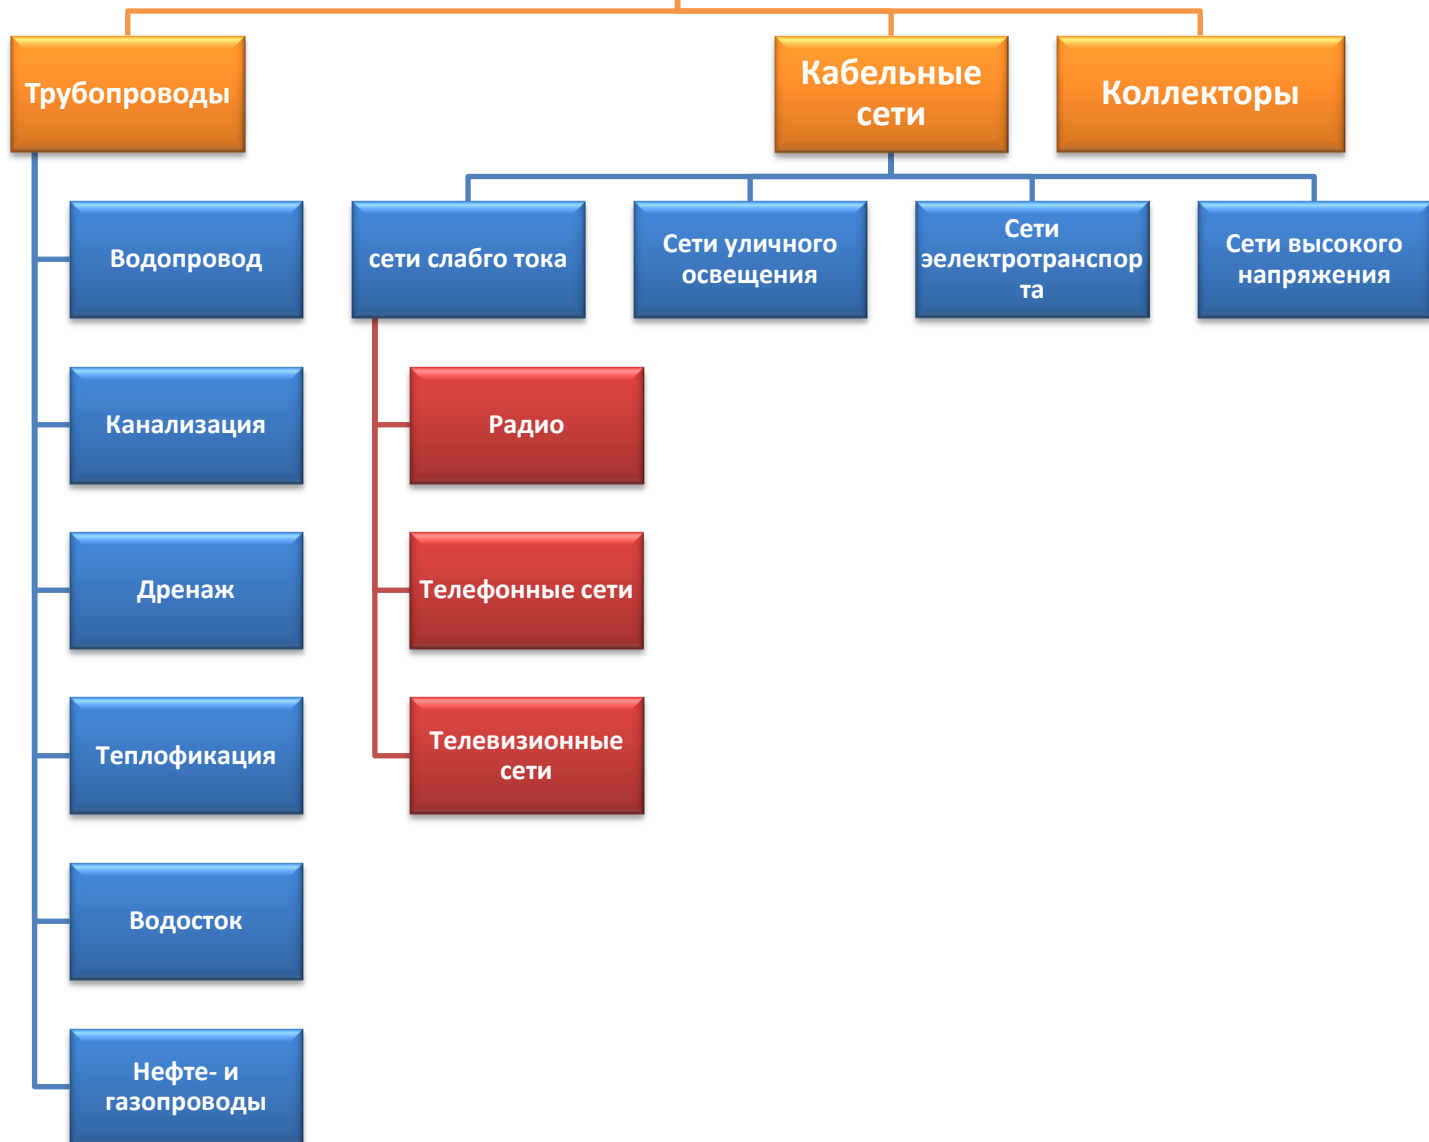 Трубопроводы
Кабельные
сети
Коллекторы
Водопровод
сети слабго тока
Сети уличного
освещения
Сети
эелектротранспор
та
Сети высокого
напряжения
Канализация
Радио
Дренаж
Телефонные сети
Теплофикация
Телевизионные
сети
Водосток
Нефте- и
газопроводы